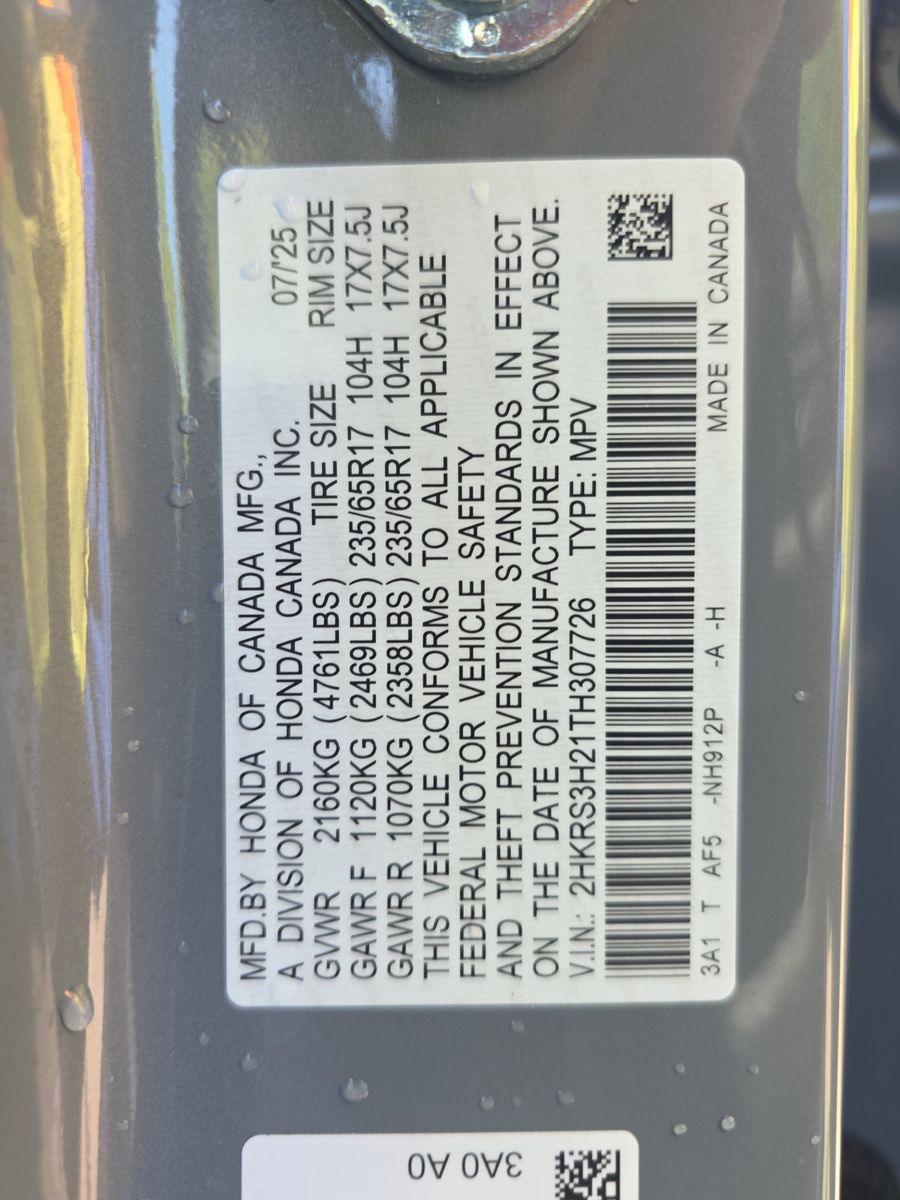 MFD.BY HONDA OF CANADA MFG.,
A DIVISION OF HONDA CANADA INC. 07/'25
GVWR 2160KG (4761LBS) TIRE SIZE RIM SIZE
GAWR F 1120KG (2469LBS) 235/65R17 104H 17X7.5J
GAWR R 1070KG (2358LBS) 235/65R17 104H 17X7.5J
THIS VEHICLE CONFORMS TO ALL APPLICABLE
FEDERAL MOTOR VEHICLE SAFETY
AND THEFT PREVENTION STANDARDS IN EFFECT
ON THE DATE OF MANUFACTURE SHOWN ABOVE.
V.I.N.: 2HKRS3H21TH307726 TYPE: MPV
3A1 T AF5 -NH912P -A -H MADE IN CANADA
3A0 A0